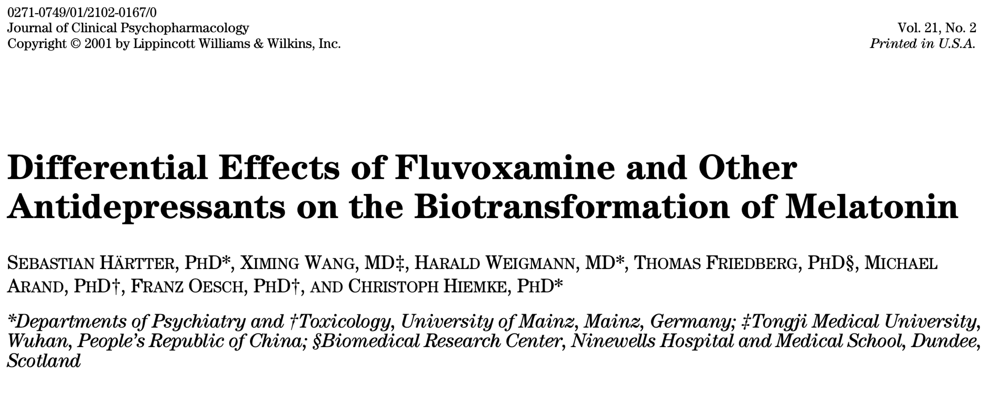 0271-0749/01/2102-0167/0
Journal of Clinical Psychopharmacology
Vol. 21, No. 2
Copyright © 2001 by Lippincott Williams & Wilkins, Inc.
Printed in U.S.A.
Differential Effects of Fluvoxamine and Other
Antidepressants on the Biotransformation of Melatonin
SEBASTIAN HÄRTTER, PHD*, XIMING WANG, MD‡, HARALD WEIGMANN, MD*, THOMAS FRIEDBERG, PHD§, MICHAEL
ARAND, PHD†, FRANZ OESCH, PHD†, AND CHRISTOPH HIEMKE, PHD*
*Departments of Psychiatry and †Toxicology, University of Mainz, Mainz, Germany; ‡Tongji Medical University,
Wuhan, People’s Republic of China; §Biomedical Research Center, Ninewells Hospital and Medical School, Dundee,
Scotland